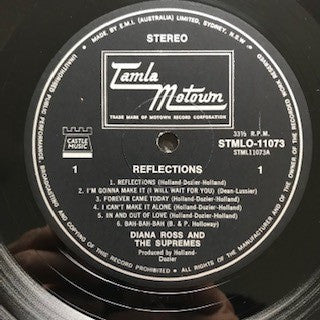 MADE BY E.M.I. (AUSTRALIA) LIMITED, SYDNEY, N.S.W.
STEREO
Tamla
Motown
TRADE MARK OF MOTOWN RECORD CORPORATION
33⅓ R.P.M.
STMLO-11073
STML11073A
CASTLE
MUSIC
1
REFLECTIONS
1
1. REFLECTIONS (Holland-Dozier-Holland)
2. I'M GONNA MAKE IT (I WILL WAIT FOR YOU) (Dean-Lussier)
3. FOREVER CAME TODAY (Holland-Dozier-Holland)
4. I CAN'T MAKE IT ALONE (Holland-Dozier-Holland)
5. IN AND OUT OF LOVE (Holland-Dozier-Holland)
6. BAH-BAH-BAH (B. & P. Holloway)
DIANA ROSS AND
THE SUPREMES
Produced by Holland-
Dozier
UNAUTHORIZED PUBLIC PERFORMANCE, BROADCASTING AND COPYING OF THIS RECORD PROHIBITED • ALL RIGHTS OF THE MANUFACTURER AND OF THE OWNER OF THE RECORDED WORK RESERVED